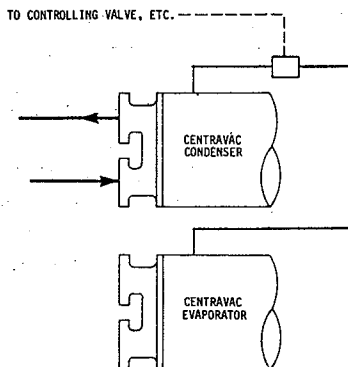 TO CONTROLLING VALVE, ETC.
CENTRAVAC
CONDENSER
CENTRAVAC
EVAPORATOR